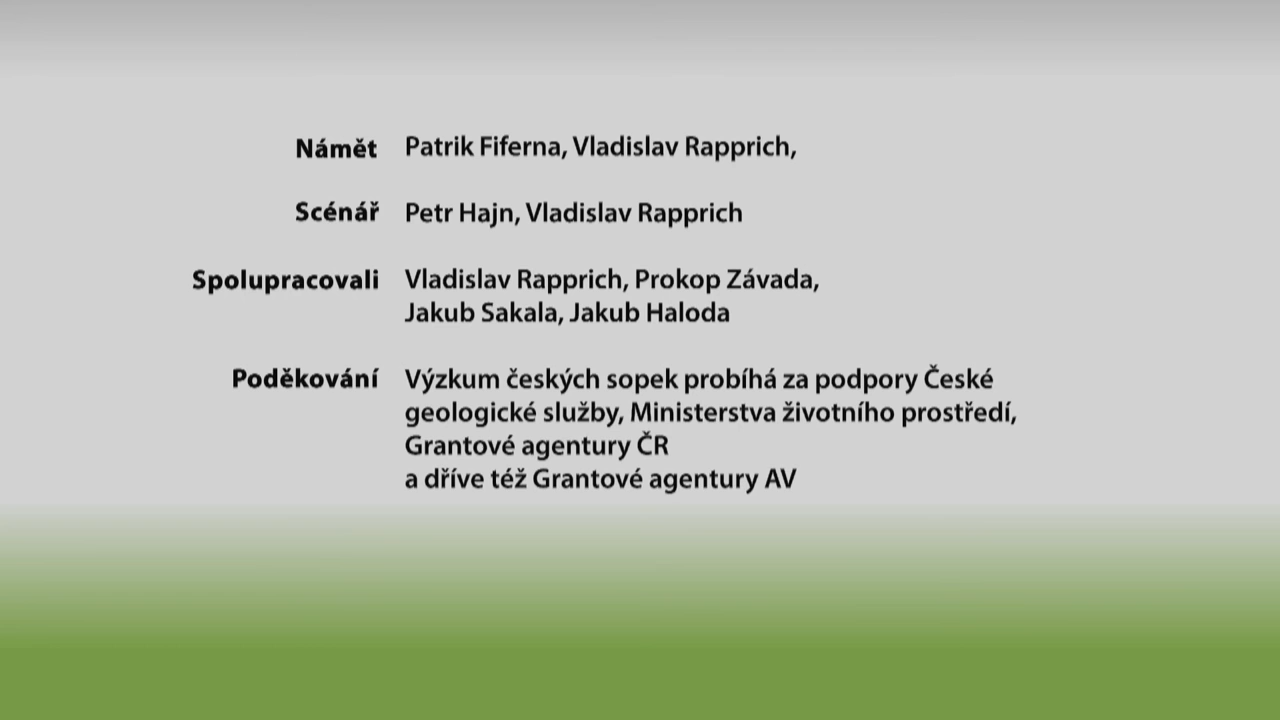 Námět Patrik Fiferna, Vladislav Rapprich,
Scénář Petr Hajn, Vladislav Rapprich
Spolupracovali Vladislav Rapprich, Prokop Závada,
Jakub Sakala, Jakub Haloda
Poděkování Výzkum českých sopek probíhá za podpory České
geologické služby, Ministerstva životního prostředí,
Grantové agentury ČR
a dříve též Grantové agentury AV